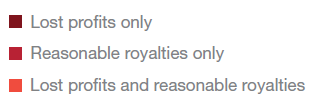 Lost profits only
Reasonable royalties only
Lost profits and reasonable royalties